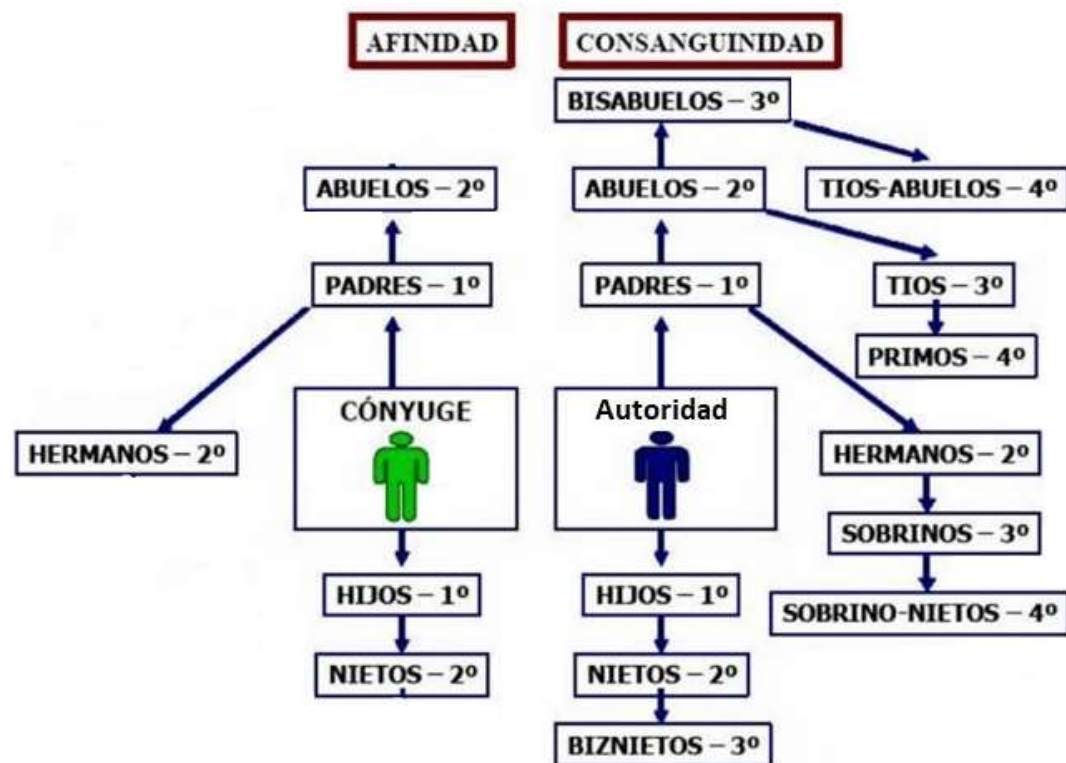 AFINIDAD
CONSANGUINIDAD
BISABUELOS – 3º
ABUELOS – 2º
ABUELOS – 2º
TIOS-ABUELOS – 4º
PADRES – 1º
PADRES – 1º
TIOS – 3º
PRIMOS – 4º
CÓNYUGE
Autoridad
HERMANOS – 2º
HERMANOS – 2º
SOBRINOS – 3º
HIJOS – 1º
HIJOS – 1º
SOBRINO-NIETOS – 4º
NIETOS – 2º
NIETOS – 2º
BIZNIETOS – 3º